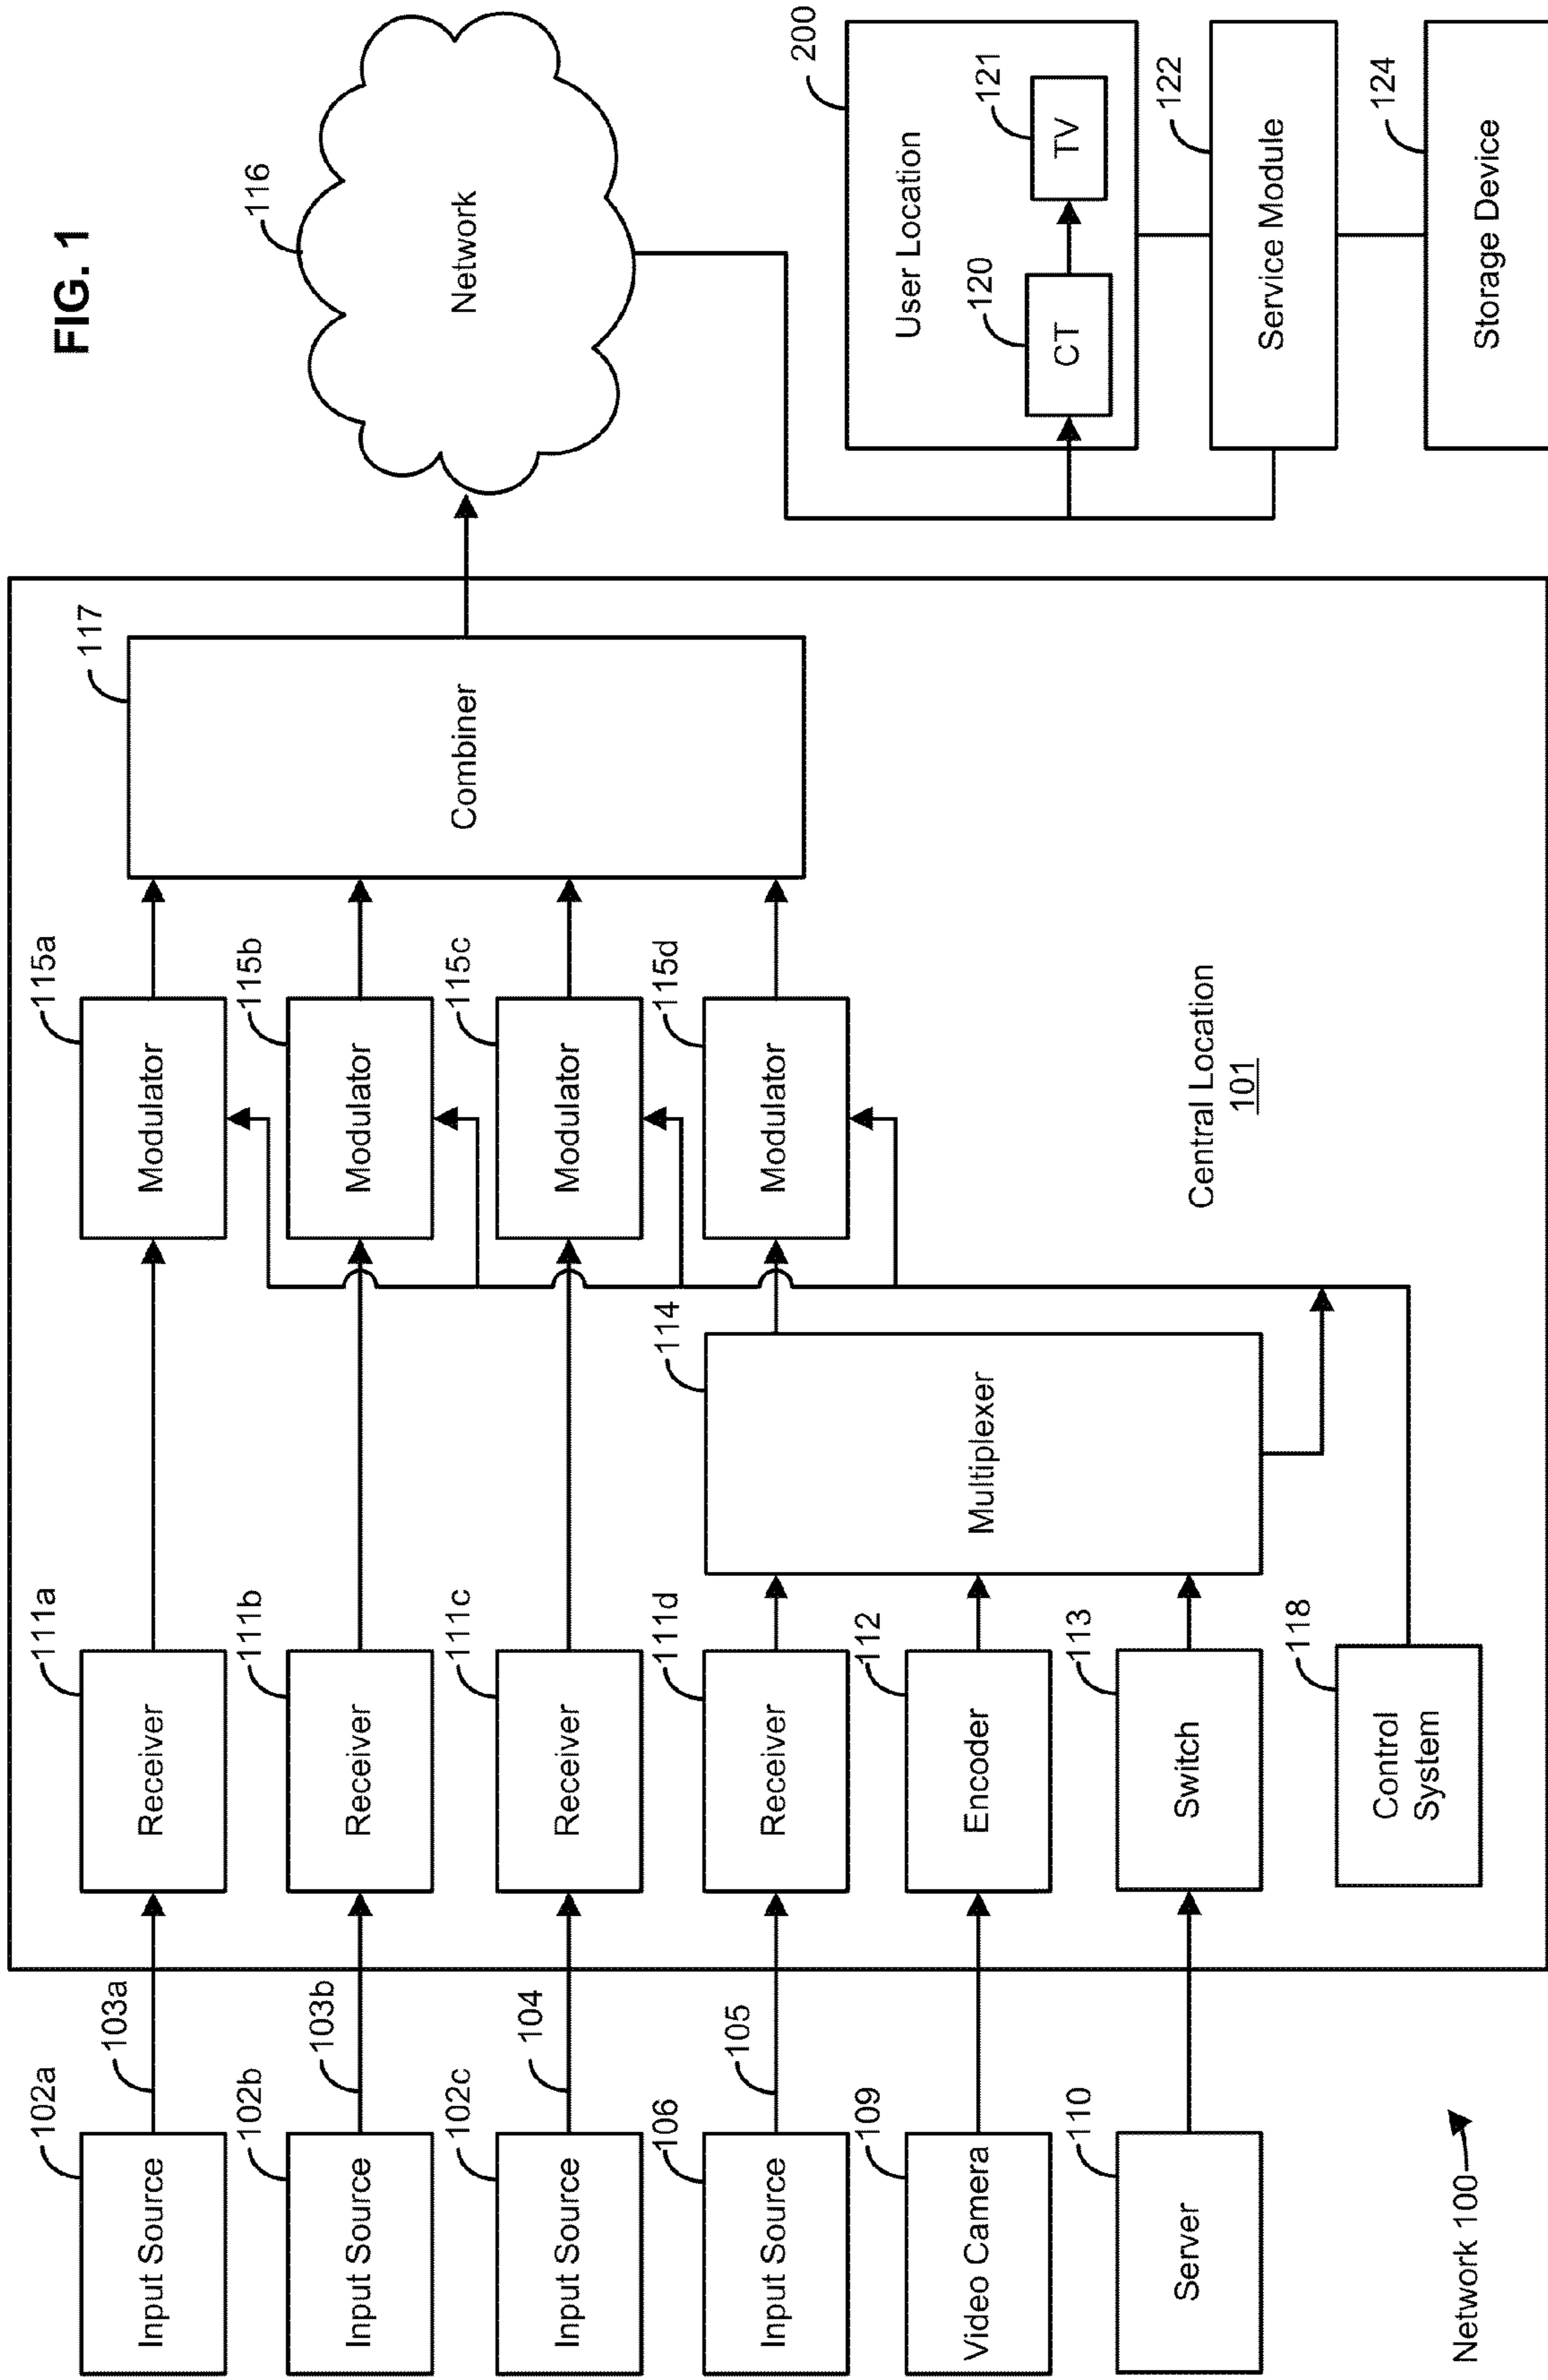 FIG. 1
102a
Input Source
103a
111a
Receiver
115a
Modulator
102b
Input Source
103b
111b
Receiver
115b
Modulator
102c
Input Source
104
111c
Receiver
115c
Modulator
106
Input Source
105
111d
Receiver
115d
Modulator
109
Video Camera
112
Encoder
110
Server
113
Switch
114
Multiplexer
118
Control
System
117
Combiner
Central Location
101
116
Network
200
User Location
120
CT
121
TV
122
Service Module
124
Storage Device
Network 100